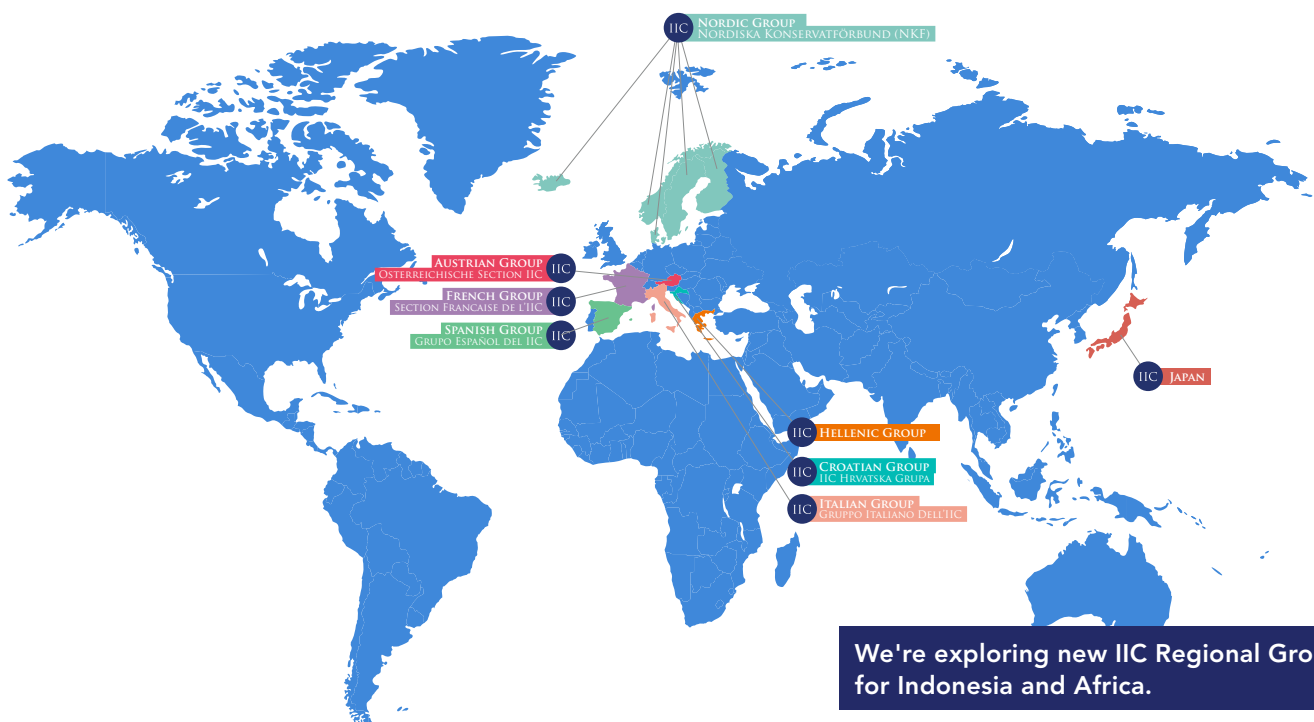 IIC
NORDIC GROUP
NORDISKA KONSERVATFÖRBUND (NKF)
AUSTRIAN GROUP
OSTERREICHISCHE SECTION IIC
IIC
FRENCH GROUP
SECTION FRANCAISE DE L'IIC
IIC
SPANISH GROUP
GRUPO ESPAÑOL DEL IIC
IIC
IIC
JAPAN
IIC
HELLENIC GROUP
IIC
CROATIAN GROUP
IIC HRVATSKA GRUPA
IIC
ITALIAN GROUP
GRUPPO ITALIANO DELL'IIC
We're exploring new IIC Regional Gro
for Indonesia and Africa.